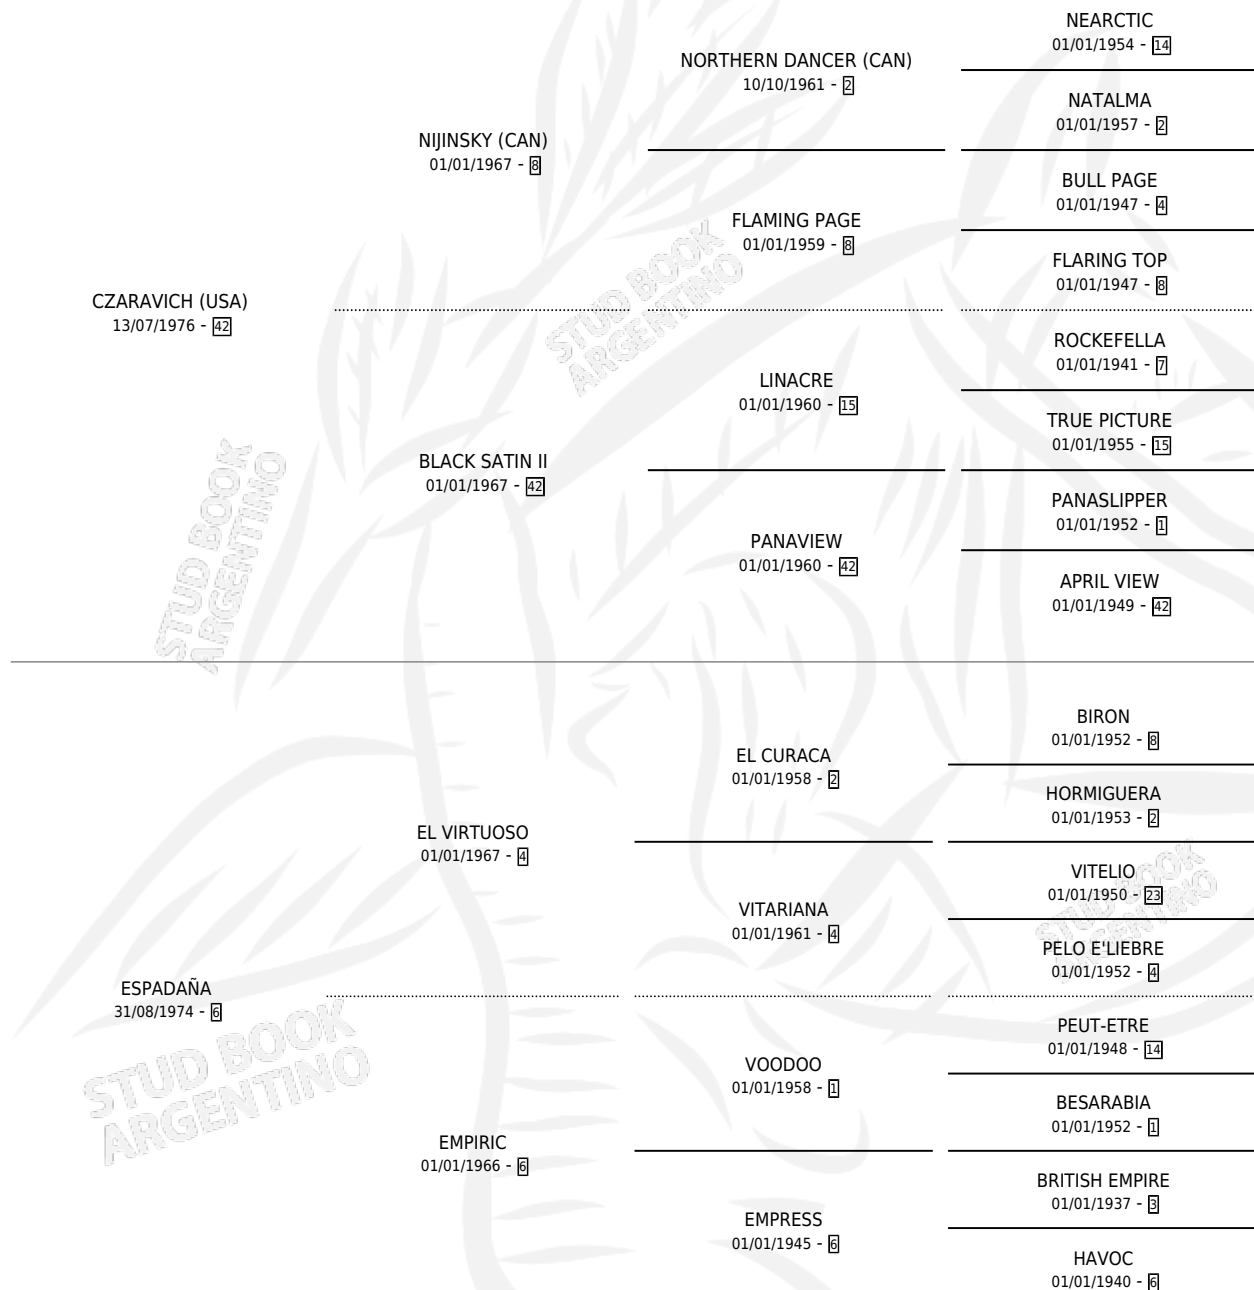 NEARCTIC
01/01/1954 - 14
NORTHERN DANCER (CAN)
10/10/1961 - 2
NATALMA
01/01/1957 - 2
NIJINSKY (CAN)
01/01/1967 - 8
BULL PAGE
01/01/1947 - 4
FLAMING PAGE
01/01/1959 - 8
FLARING TOP
01/01/1947 - 8
CZARAVICH (USA)
13/07/1976 - 42
ROCKEFELLA
01/01/1941 - 7
LINACRE
01/01/1960 - 15
TRUE PICTURE
01/01/1955 - 15
BLACK SATIN II
01/01/1967 - 42
PANASLIPPER
01/01/1952 - 1
PANAVIEW
01/01/1960 - 42
APRIL VIEW
01/01/1949 - 42
BIRON
01/01/1952 - 8
EL CURACA
01/01/1958 - 2
HORMIGUERA
01/01/1953 - 2
EL VIRTUOSO
01/01/1967 - 4
VITELIO
01/01/1950 - 23
VITARIANA
01/01/1961 - 4
PELO E'LIEBRE
01/01/1952 - 4
ESPADAÑA
31/08/1974 - 6
PEUT-ETRE
01/01/1948 - 14
VOODOO
01/01/1958 - 1
BESARABIA
01/01/1952 - 1
EMPIRIC
01/01/1966 - 6
BRITISH EMPIRE
01/01/1937 - 3
EMPRESS
01/01/1945 - 6
HAVOC
01/01/1940 - 6
STUD BOOK
ARGENTINO
STUD BOOK
ARGENTINO
STUD BOOK
ARGENTINO
STUD BOOK
ARGENTINO